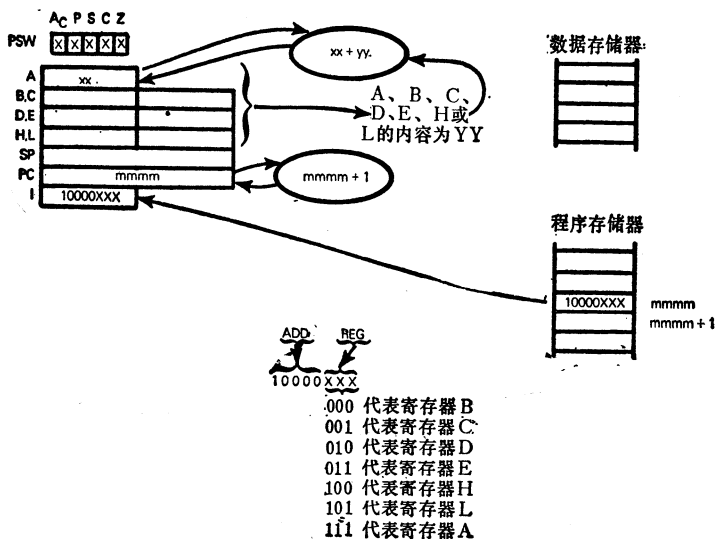 Ac P S C Z
PSW X X X X X
xx + yy
数据存储器
A xx
B,C
D,E
H,L
SP
PC mmmm
I 10000XXX
A、B、C、
D、E、H或
L的内容为YY
mmmm + 1
程序存储器
10000XXX mmmm
mmmm + 1
ADD REG
10000XXX
000 代表寄存器B
001 代表寄存器C
010 代表寄存器D
011 代表寄存器E
100 代表寄存器H
101 代表寄存器L
111 代表寄存器A